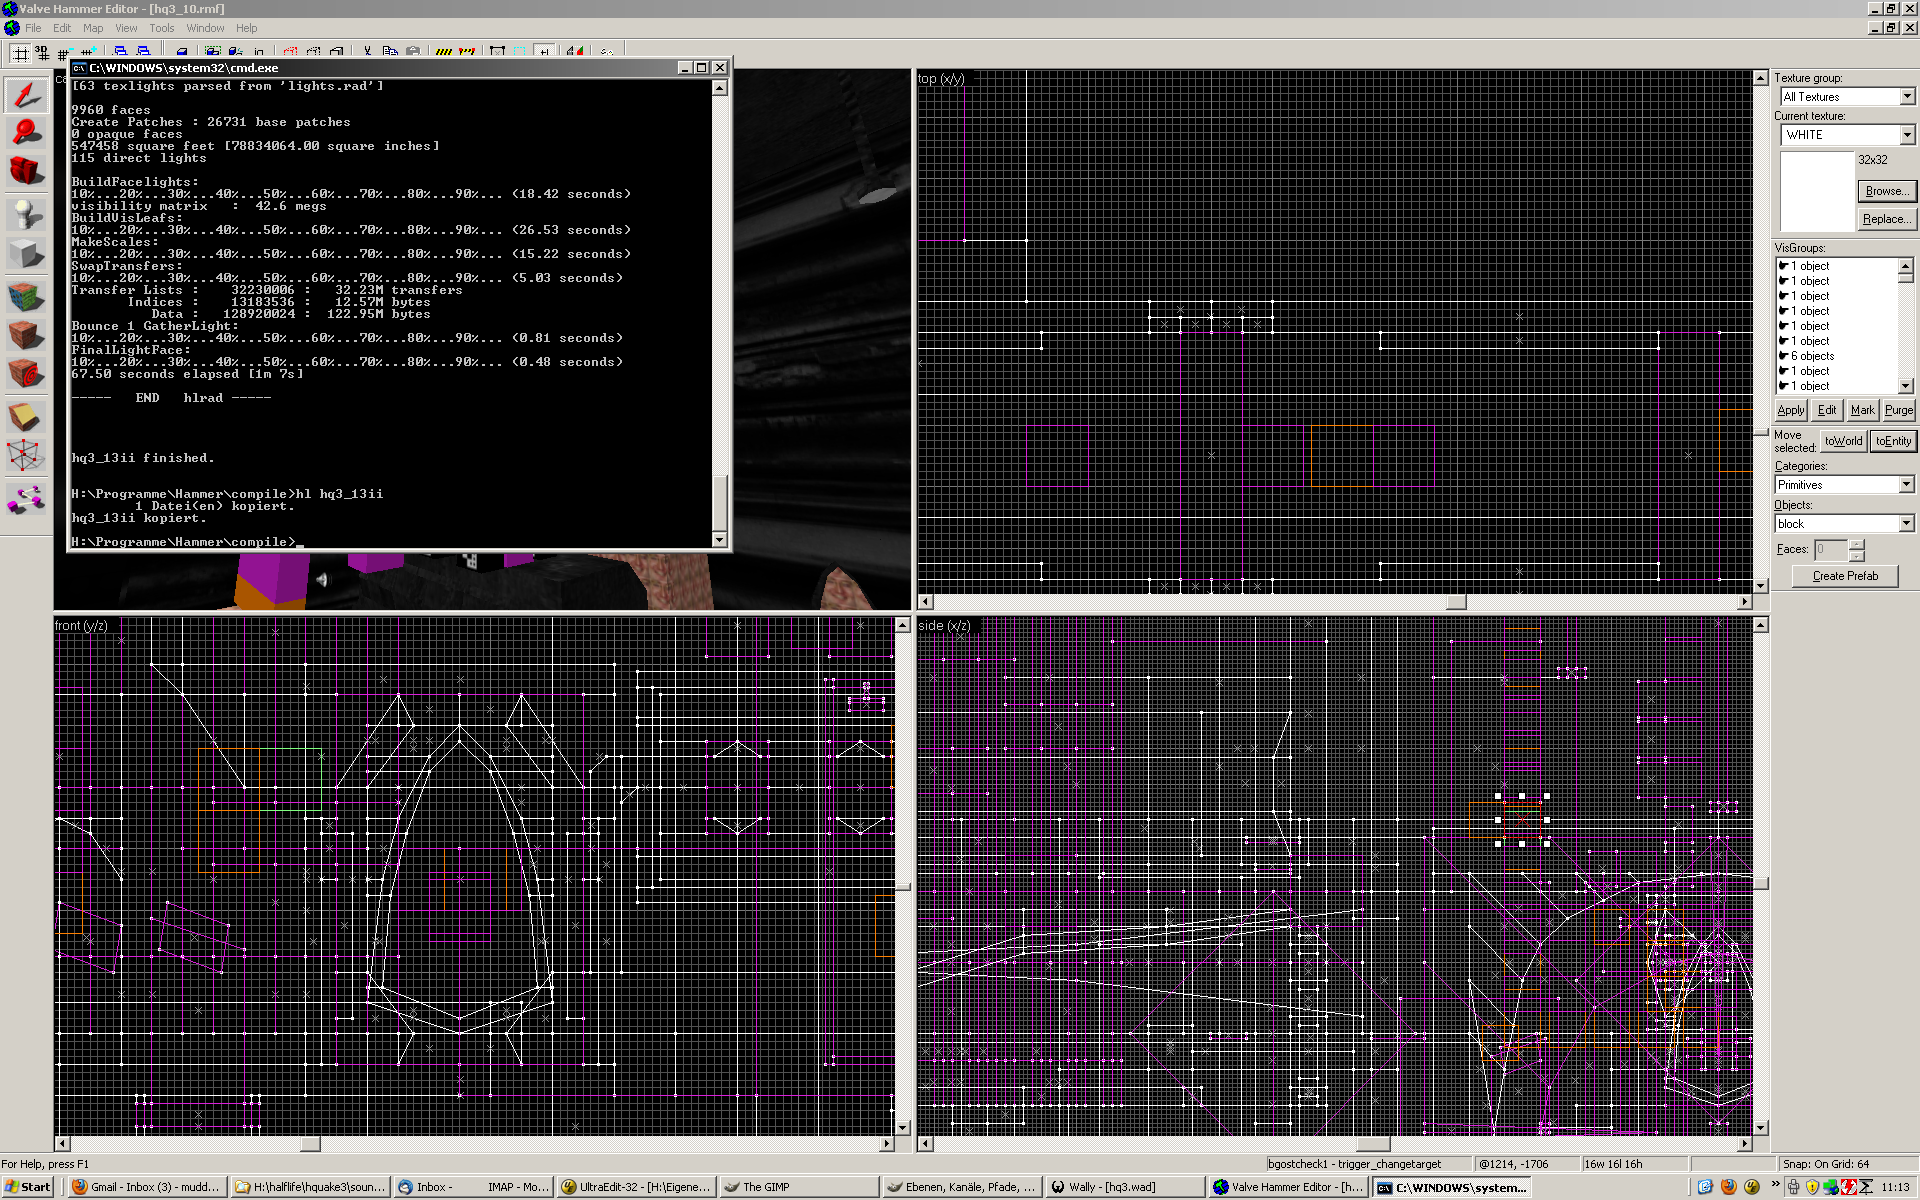 Valve Hammer Editor - [hq3_10.rmf]
File Edit Map View Tools Window Help
C:\WINDOWS\system32\cmd.exe
[63 texlights parsed from 'lights.rad']
9960 faces
Create Patches : 26731 base patches
0 opaque faces
547458 square feet [78834064.00 square inches]
115 direct lights
BuildFacelights:
10%...20%...30%...40%...50%...60%...70%...80%...90%... (18.42 seconds)
visibility matrix   :  42.6 megs
BuildVisLeafs:
10%...20%...30%...40%...50%...60%...70%...80%...90%... (26.53 seconds)
MakeScales:
10%...20%...30%...40%...50%...60%...70%...80%...90%... (15.22 seconds)
SwapTransfers:
10%...20%...30%...40%...50%...60%...70%...80%...90%... (5.03 seconds)
Transfer Lists :    32230006 :   32.23M transfers
Indices :    13183536 :   12.57M bytes
Data :   128920024 :  122.95M bytes
Bounce 1 GatherLight:
10%...20%...30%...40%...50%...60%...70%...80%...90%... (0.81 seconds)
FinalLightFace:
10%...20%...30%...40%...50%...60%...70%...80%...90%... (0.48 seconds)
67.50 seconds elapsed [1m 7s]
-----   END   hlrad -----
hq3_13ii finished.
H:\Programme\Hammer\compile>hl hq3_13ii
1 Datei(en) kopiert.
hq3_13ii kopiert.
H:\Programme\Hammer\compile>_
top (x/y)
front (y/z)
side (x/z)
Texture group:
All Textures
Current texture:
WHITE
32x32
Browse...
Replace...
VisGroups:
1 object
1 object
1 object
1 object
1 object
1 object
6 objects
1 object
1 object
Apply Edit Mark Purge
Move selected: toWorld toEntity
Categories:
Primitives
Objects:
block
Faces: 0
Create Prefab
For Help, press F1
bgostcheck1 - trigger_changetarget
@1214, -1706
16w 16l 16h
Snap: On Grid: 64
Start
Gmail - Inbox (3) - mudd...
H:\halflife\hquake3\soun...
Inbox - IMAP - Mo...
UltraEdit-32 - [H:\Eigene...
The GIMP
Ebenen, Kanäle, Pfade, ...
Wally - [hq3.wad]
Valve Hammer Editor - [h...
C:\WINDOWS\system...
11:13